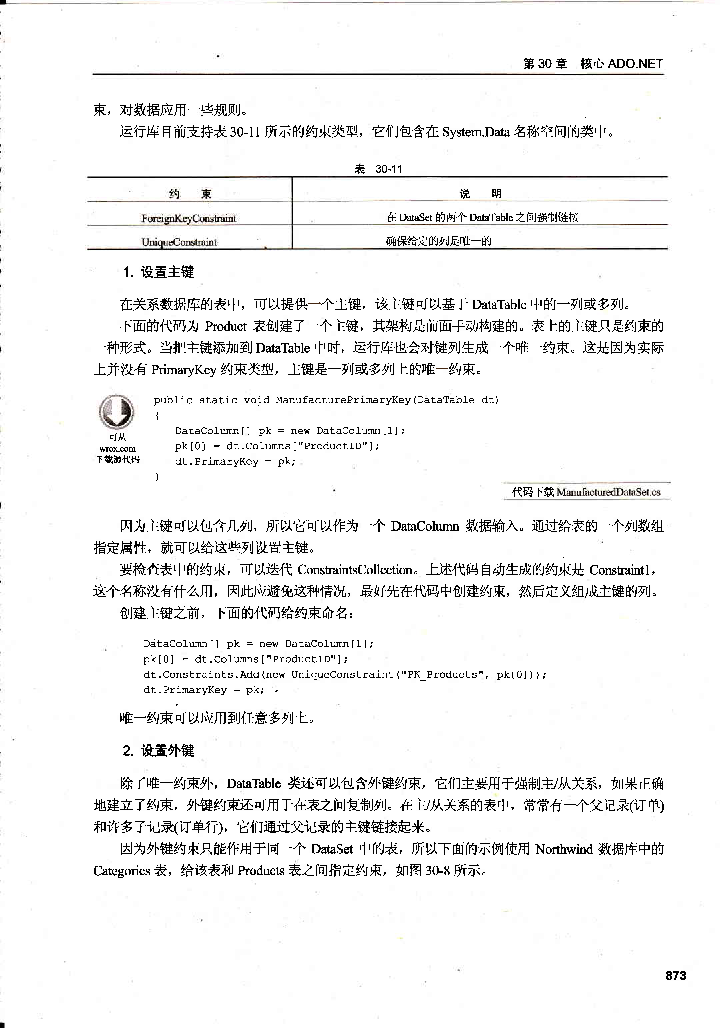 第 30 章 核心 ADO.NET
束，对数据应用一些规则。
运行库目前支持表 30-11 所示的约束类型，它们包含在 System.Data 名称空间的类中。
表 30-11
约 束 说 明
ForeignKeyConstraint 在 DataSet 的两个 DataTable 之间强制链接
UniqueConstraint 确保给定的列是唯一的
1. 设置主键
在关系数据库的表中，可以提供一个主键，该主键可以基于 DataTable 中的一列或多列。
下面的代码为 Product 表创建了一个主键，其架构是前面手动构建的。表上的主键只是约束的
一种形式。当把主键添加到 DataTable 中时，运行库也会对键列生成一个唯一约束。这是因为实际
上并没有 PrimaryKey 约束类型，主键是一列或多列上的唯一约束。
可从
wrox.com
下载源代码
public static void ManufacturePrimaryKey(DataTable dt)
{
DataColumn[] pk = new DataColumn[1];
pk[0] = dt.Columns["ProductID"];
dt.PrimaryKey = pk;
}
代码下载 ManufacturedDataSet.cs
因为主键可以包含几列，所以它可以作为一个 DataColumn 数据输入。通过给表的一个列数组
指定属性，就可以给这些列设置主键。
要检查表中的约束，可以迭代 ConstraintsCollection。上述代码自动生成的约束是 Constraint1，
这个名称没有什么用，因此应避免这种情况，最好先在代码中创建约束，然后定义组成主键的列。
创建主键之前，下面的代码给约束命名：
DataColumn[] pk = new DataColumn[1];
pk[0] = dt.Columns["ProductID"];
dt.Constraints.Add(new UniqueConstraint("PK_Products", pk[0]));
dt.PrimaryKey = pk;
唯一约束可以应用到任意多列上。
2. 设置外键
除了唯一约束外，DataTable 类还可以包含外键约束，它们主要用于强制主/从关系，如果正确
地建立了约束，外键约束还可用于在表之间复制列。在主/从关系的表中，常常有一个父记录(订单)
和许多子记录(订单行)，它们通过父记录的主键链接起来。
因为外键约束只能作用于同一个 DataSet 中的表，所以下面的示例使用 Northwind 数据库中的
Categories 表，给该表和 Products 表之间指定约束，如图 30-8 所示。
873